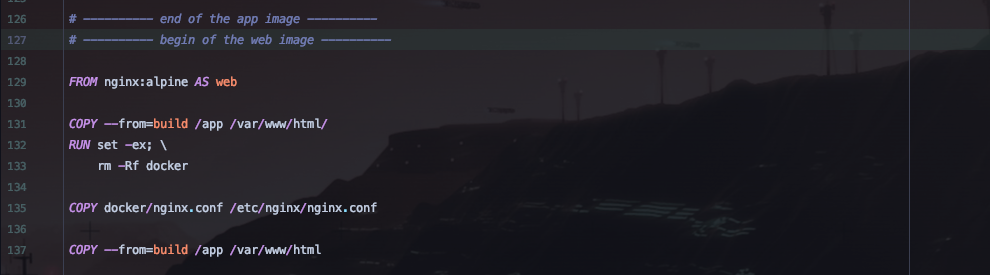 126 # ---------- end of the app image ----------
127 # ---------- begin of the web image ----------
128
129 FROM nginx:alpine AS web
130
131 COPY --from=build /app /var/www/html/
132 RUN set -ex; \
133     rm -Rf docker
134
135 COPY docker/nginx.conf /etc/nginx/nginx.conf
136
137 COPY --from=build /app /var/www/html